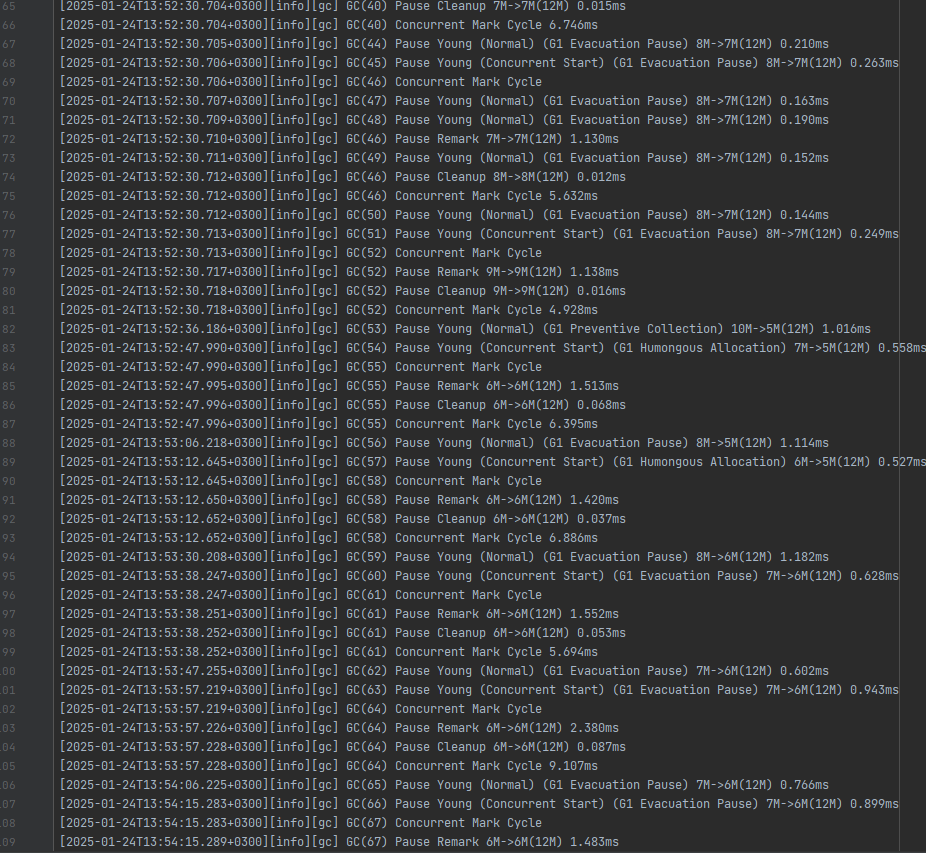 65 [2025-01-24T13:52:30.704+0300][info][gc] GC(40) Pause Cleanup 7M->7M(12M) 0.015ms
66 [2025-01-24T13:52:30.704+0300][info][gc] GC(40) Concurrent Mark Cycle 6.746ms
67 [2025-01-24T13:52:30.705+0300][info][gc] GC(44) Pause Young (Normal) (G1 Evacuation Pause) 8M->7M(12M) 0.210ms
68 [2025-01-24T13:52:30.706+0300][info][gc] GC(45) Pause Young (Concurrent Start) (G1 Evacuation Pause) 8M->7M(12M) 0.263ms
69 [2025-01-24T13:52:30.706+0300][info][gc] GC(46) Concurrent Mark Cycle
70 [2025-01-24T13:52:30.707+0300][info][gc] GC(47) Pause Young (Normal) (G1 Evacuation Pause) 8M->7M(12M) 0.163ms
71 [2025-01-24T13:52:30.709+0300][info][gc] GC(48) Pause Young (Normal) (G1 Evacuation Pause) 8M->7M(12M) 0.190ms
72 [2025-01-24T13:52:30.710+0300][info][gc] GC(46) Pause Remark 7M->7M(12M) 1.130ms
73 [2025-01-24T13:52:30.711+0300][info][gc] GC(49) Pause Young (Normal) (G1 Evacuation Pause) 8M->7M(12M) 0.152ms
74 [2025-01-24T13:52:30.712+0300][info][gc] GC(46) Pause Cleanup 8M->8M(12M) 0.012ms
75 [2025-01-24T13:52:30.712+0300][info][gc] GC(46) Concurrent Mark Cycle 5.632ms
76 [2025-01-24T13:52:30.712+0300][info][gc] GC(50) Pause Young (Normal) (G1 Evacuation Pause) 8M->7M(12M) 0.144ms
77 [2025-01-24T13:52:30.713+0300][info][gc] GC(51) Pause Young (Concurrent Start) (G1 Evacuation Pause) 8M->7M(12M) 0.249ms
78 [2025-01-24T13:52:30.713+0300][info][gc] GC(52) Concurrent Mark Cycle
79 [2025-01-24T13:52:30.717+0300][info][gc] GC(52) Pause Remark 9M->9M(12M) 1.138ms
80 [2025-01-24T13:52:30.718+0300][info][gc] GC(52) Pause Cleanup 9M->9M(12M) 0.016ms
81 [2025-01-24T13:52:30.718+0300][info][gc] GC(52) Concurrent Mark Cycle 4.928ms
82 [2025-01-24T13:52:36.186+0300][info][gc] GC(53) Pause Young (Normal) (G1 Preventive Collection) 10M->5M(12M) 1.016ms
83 [2025-01-24T13:52:47.990+0300][info][gc] GC(54) Pause Young (Concurrent Start) (G1 Humongous Allocation) 7M->5M(12M) 0.558ms
84 [2025-01-24T13:52:47.990+0300][info][gc] GC(55) Concurrent Mark Cycle
85 [2025-01-24T13:52:47.995+0300][info][gc] GC(55) Pause Remark 6M->6M(12M) 1.513ms
86 [2025-01-24T13:52:47.996+0300][info][gc] GC(55) Pause Cleanup 6M->6M(12M) 0.068ms
87 [2025-01-24T13:52:47.996+0300][info][gc] GC(55) Concurrent Mark Cycle 6.395ms
88 [2025-01-24T13:53:06.218+0300][info][gc] GC(56) Pause Young (Normal) (G1 Evacuation Pause) 8M->5M(12M) 1.114ms
89 [2025-01-24T13:53:12.645+0300][info][gc] GC(57) Pause Young (Concurrent Start) (G1 Humongous Allocation) 6M->5M(12M) 0.527ms
90 [2025-01-24T13:53:12.645+0300][info][gc] GC(58) Concurrent Mark Cycle
91 [2025-01-24T13:53:12.650+0300][info][gc] GC(58) Pause Remark 6M->6M(12M) 1.420ms
92 [2025-01-24T13:53:12.652+0300][info][gc] GC(58) Pause Cleanup 6M->6M(12M) 0.037ms
93 [2025-01-24T13:53:12.652+0300][info][gc] GC(58) Concurrent Mark Cycle 6.886ms
94 [2025-01-24T13:53:30.208+0300][info][gc] GC(59) Pause Young (Normal) (G1 Evacuation Pause) 8M->6M(12M) 1.182ms
95 [2025-01-24T13:53:38.247+0300][info][gc] GC(60) Pause Young (Concurrent Start) (G1 Evacuation Pause) 7M->6M(12M) 0.628ms
96 [2025-01-24T13:53:38.247+0300][info][gc] GC(61) Concurrent Mark Cycle
97 [2025-01-24T13:53:38.251+0300][info][gc] GC(61) Pause Remark 6M->6M(12M) 1.552ms
98 [2025-01-24T13:53:38.252+0300][info][gc] GC(61) Pause Cleanup 6M->6M(12M) 0.053ms
99 [2025-01-24T13:53:38.252+0300][info][gc] GC(61) Concurrent Mark Cycle 5.694ms
00 [2025-01-24T13:53:47.255+0300][info][gc] GC(62) Pause Young (Normal) (G1 Evacuation Pause) 7M->6M(12M) 0.602ms
01 [2025-01-24T13:53:57.219+0300][info][gc] GC(63) Pause Young (Concurrent Start) (G1 Evacuation Pause) 7M->6M(12M) 0.943ms
02 [2025-01-24T13:53:57.219+0300][info][gc] GC(64) Concurrent Mark Cycle
03 [2025-01-24T13:53:57.226+0300][info][gc] GC(64) Pause Remark 6M->6M(12M) 2.380ms
04 [2025-01-24T13:53:57.228+0300][info][gc] GC(64) Pause Cleanup 6M->6M(12M) 0.087ms
05 [2025-01-24T13:53:57.228+0300][info][gc] GC(64) Concurrent Mark Cycle 9.107ms
06 [2025-01-24T13:54:06.225+0300][info][gc] GC(65) Pause Young (Normal) (G1 Evacuation Pause) 7M->6M(12M) 0.766ms
07 [2025-01-24T13:54:15.283+0300][info][gc] GC(66) Pause Young (Concurrent Start) (G1 Evacuation Pause) 7M->6M(12M) 0.899ms
08 [2025-01-24T13:54:15.283+0300][info][gc] GC(67) Concurrent Mark Cycle
09 [2025-01-24T13:54:15.289+0300][info][gc] GC(67) Pause Remark 6M->6M(12M) 1.483ms